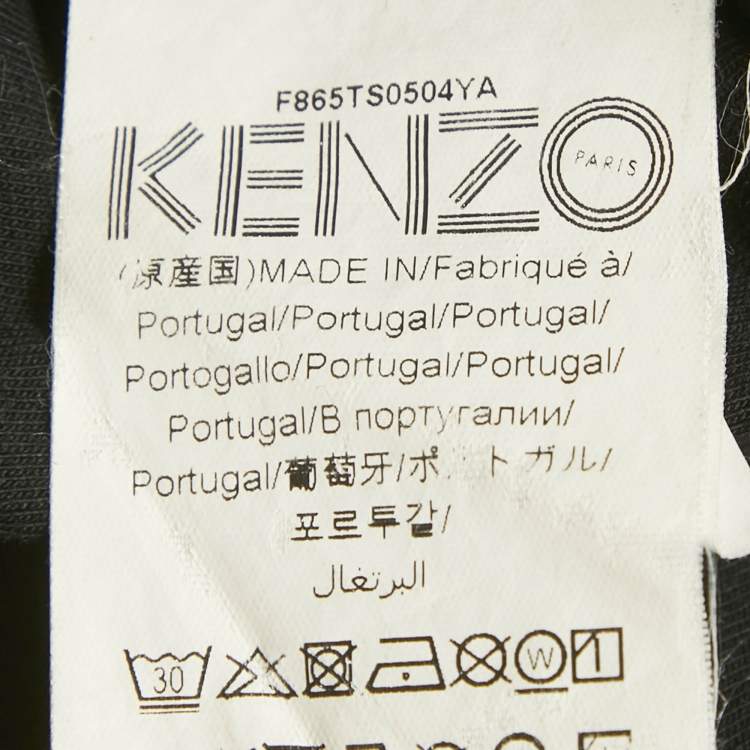 F865TS0504YA
KENZO
PARIS
(原産国)MADE IN/Fabriqué à/
Portugal/Portugal/Portugal/
Portogallo/Portugal/Portugal/
Portugal/В португалии/
Portugal/葡萄牙/ポルトガル/
포르투갈/
البرتغال
30
W